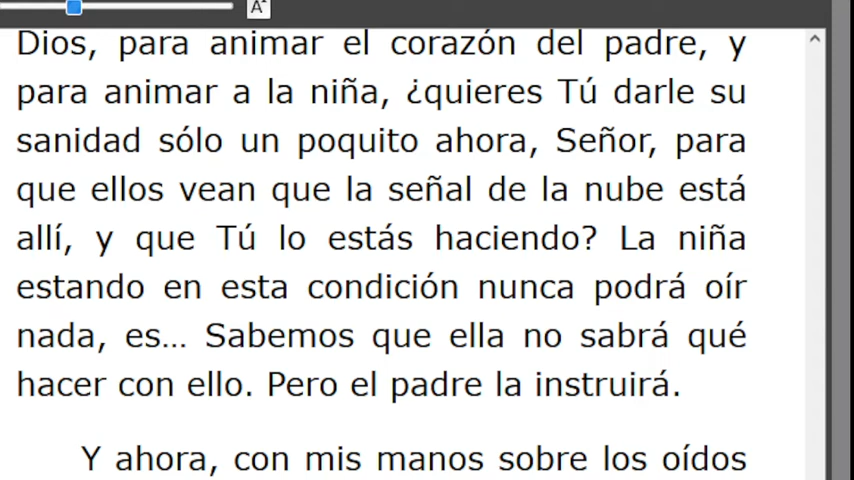 A
Dios, para animar el corazón del padre, y
para animar a la niña, ¿quieres Tú darle su
sanidad sólo un poquito ahora, Señor, para
que ellos vean que la señal de la nube está
allí, y que Tú lo estás haciendo? La niña
estando en esta condición nunca podrá oír
nada, es… Sabemos que ella no sabrá qué
hacer con ello. Pero el padre la instruirá.
Y ahora, con mis manos sobre los oídos